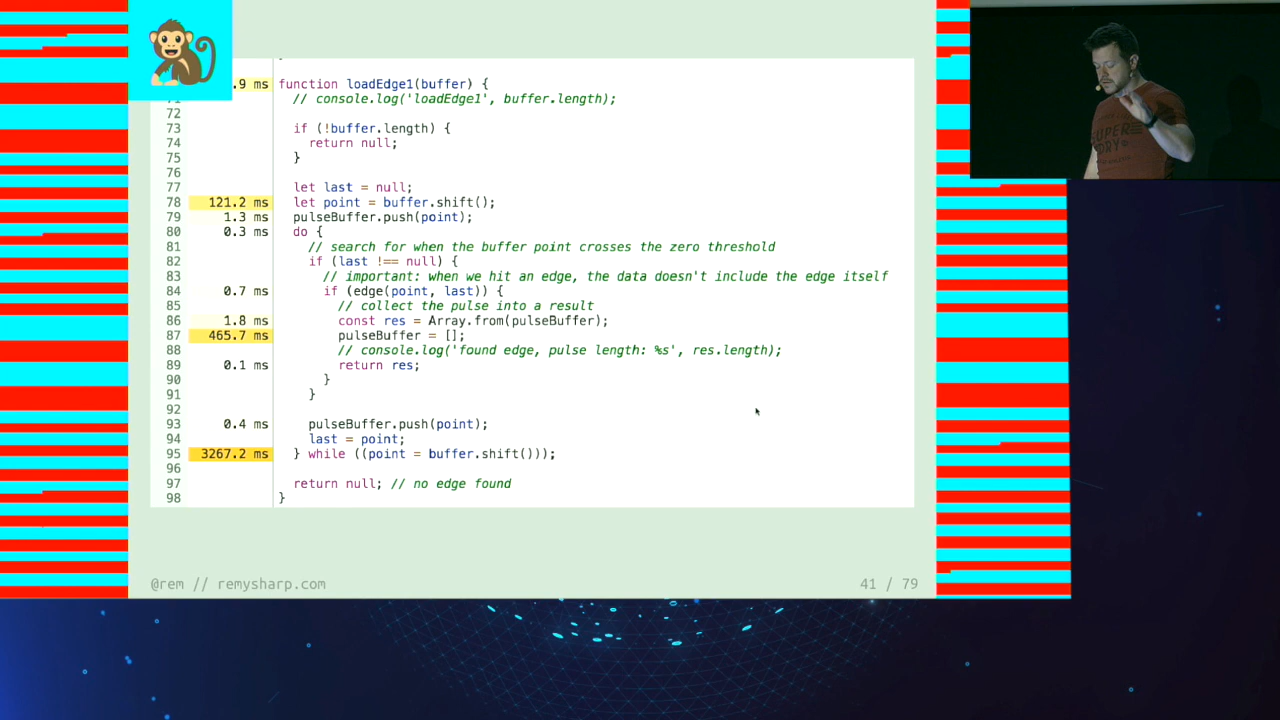 .9 ms function loadEdge1(buffer) {
71 // console.log('loadEdge1', buffer.length);
72
73 if (!buffer.length) {
74 return null;
75 }
76
77 let last = null;
78 121.2 ms let point = buffer.shift();
79 1.3 ms pulseBuffer.push(point);
80 0.3 ms do {
81 // search for when the buffer point crosses the zero threshold
82 if (last !== null) {
83 // important: when we hit an edge, the data doesn't include the edge itself
84 0.7 ms if (edge(point, last)) {
85 // collect the pulse into a result
86 1.8 ms const res = Array.from(pulseBuffer);
87 465.7 ms pulseBuffer = [];
88 // console.log('found edge, pulse length: %s', res.length);
89 0.1 ms return res;
90 }
91 }
92
93 0.4 ms pulseBuffer.push(point);
94 last = point;
95 3267.2 ms } while ((point = buffer.shift()));
96
97 return null; // no edge found
98 }
@rem // remysharp.com
41 / 79
SUPER